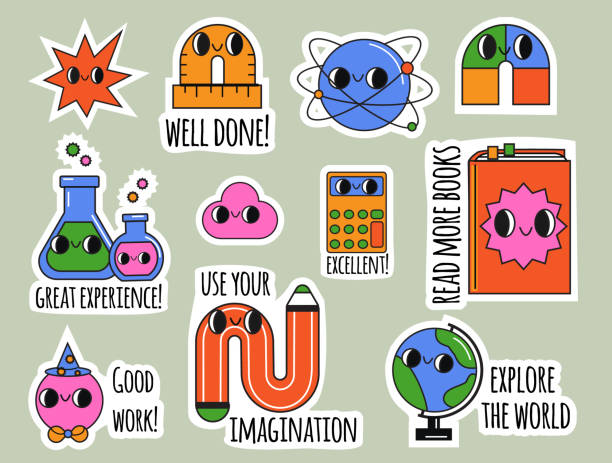 WELL DONE!
READ MORE BOOKS
GREAT EXPERIENCE!
EXCELLENT!
USE YOUR
IMAGINATION
GOOD
WORK!
EXPLORE
THE WORLD